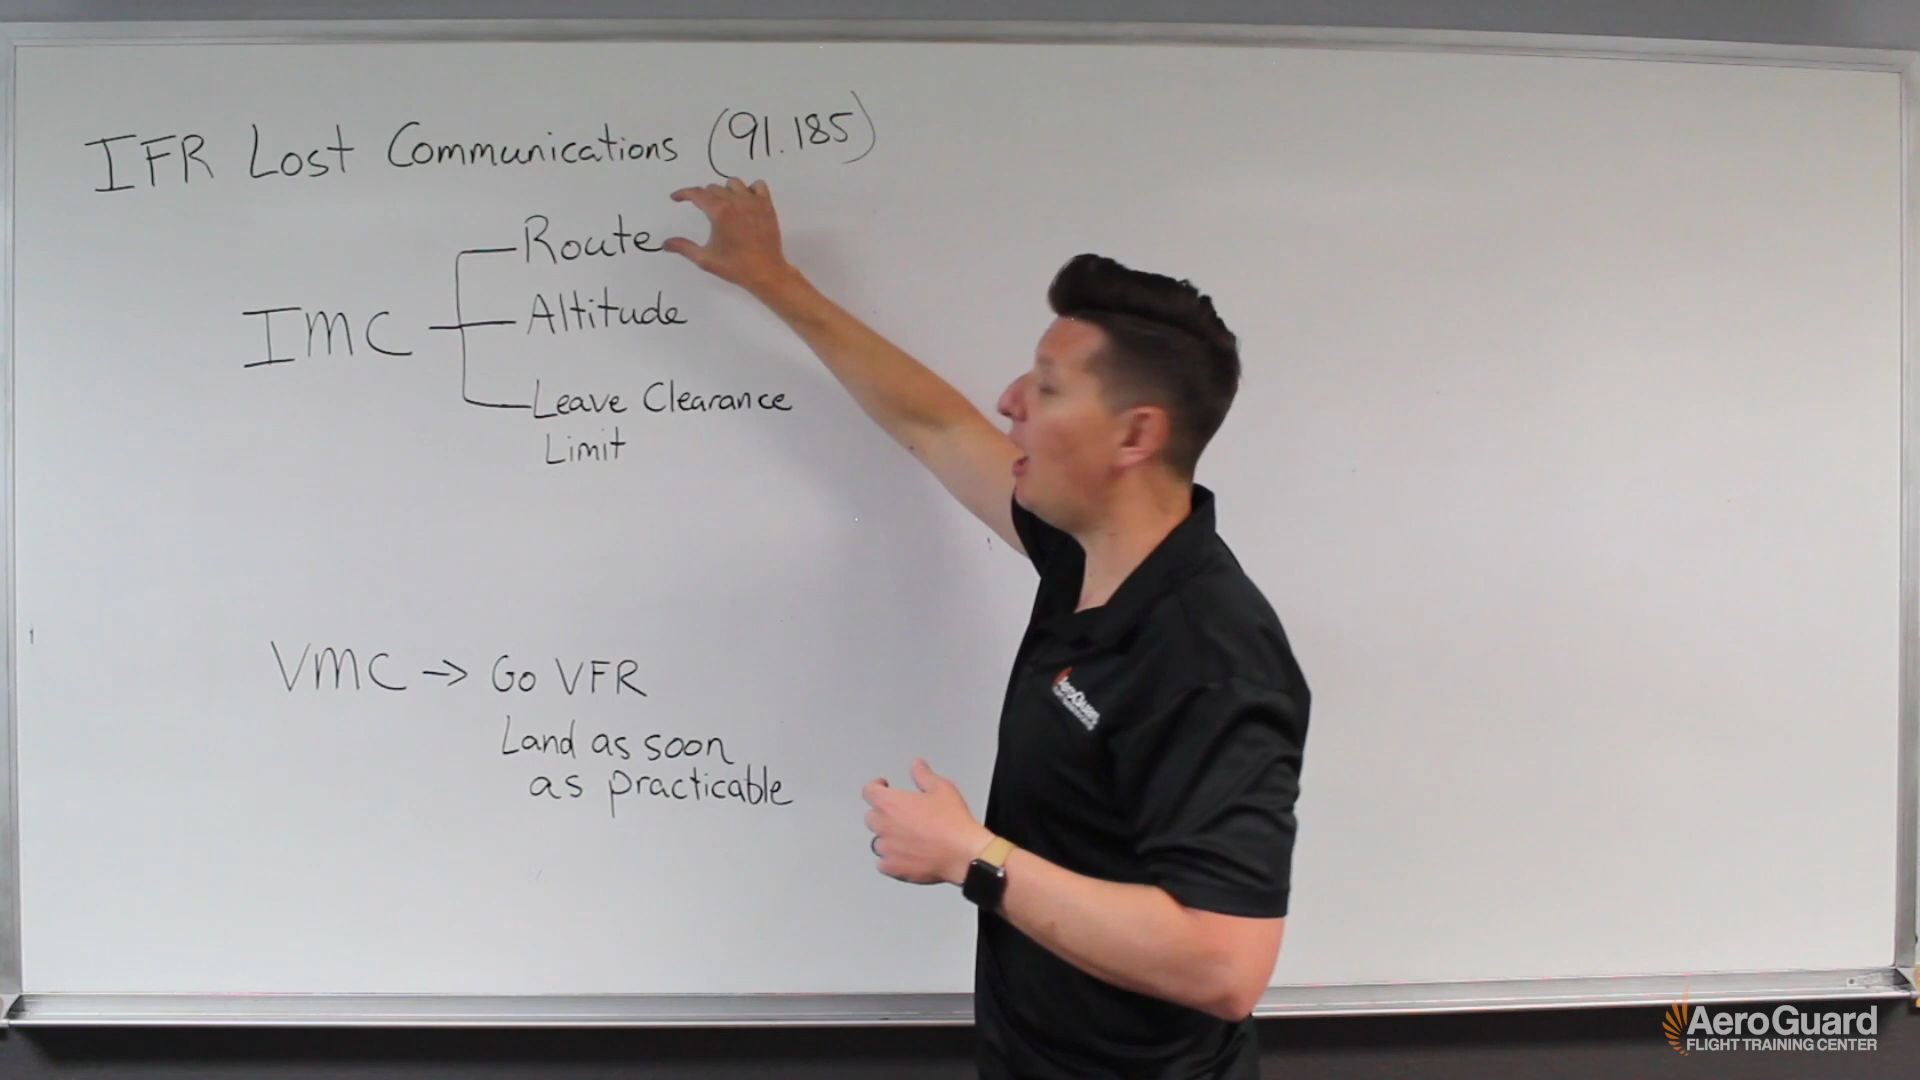 IFR Lost Communications (91.185)
IMC
Route
Altitude
Leave Clearance
Limit
VMC → Go VFR
Land as soon
as practicable
AeroGuard
AeroGuard
FLIGHT TRAINING CENTER